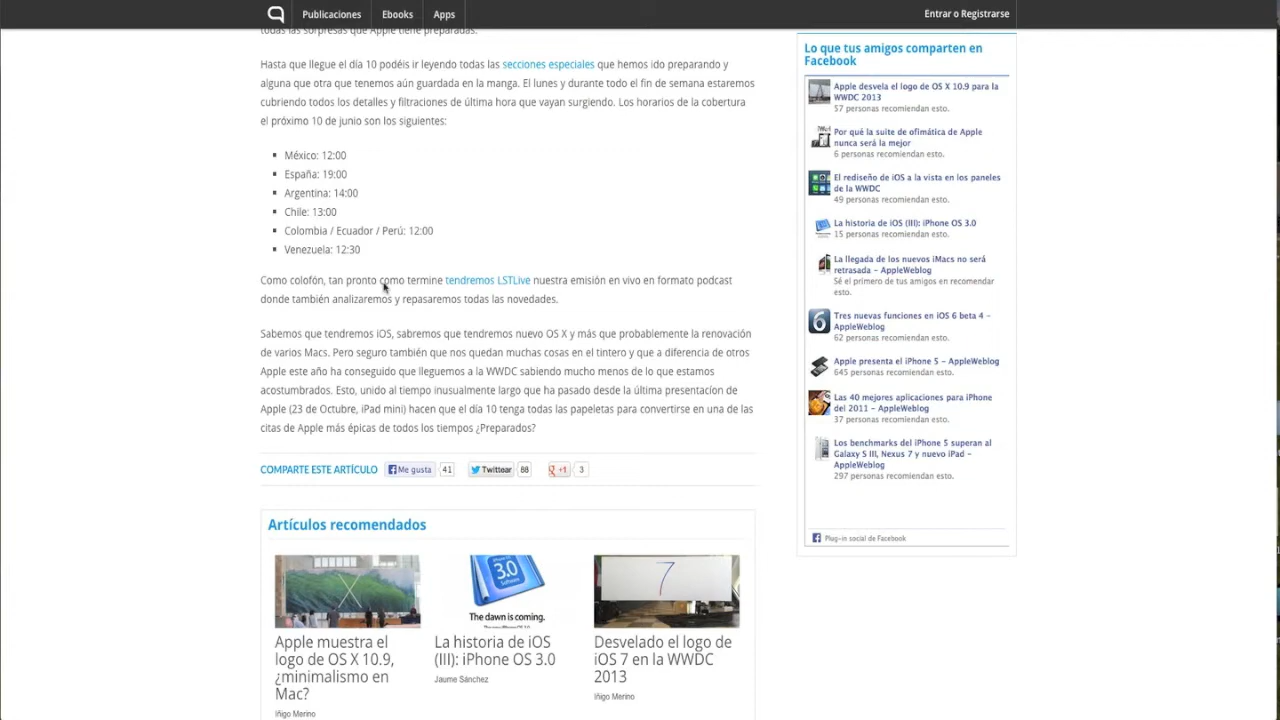 Publicaciones
Ebooks
Apps
Entrar o Registrarse
todas las sorpresas que Apple tiene preparadas.
Hasta que llegue el día 10 podéis ir leyendo todas las secciones especiales que hemos ido preparando y
alguna que otra que tenemos aún guardada en la manga. El lunes y durante todo el fin de semana estaremos
cubriendo todos los detalles y filtraciones de última hora que vayan surgiendo. Los horarios de la cobertura
el próximo 10 de junio son los siguientes:
México: 12:00
España: 19:00
Argentina: 14:00
Chile: 13:00
Colombia / Ecuador / Perú: 12:00
Venezuela: 12:30
Como colofón, tan pronto como termine tendremos LSTLive nuestra emisión en vivo en formato podcast
donde también analizaremos y repasaremos todas las novedades.
Sabemos que tendremos iOS, sabremos que tendremos nuevo OS X y más que probablemente la renovación
de varios Macs. Pero seguro también que nos quedan muchas cosas en el tintero y que a diferencia de otros
Apple este año ha conseguido que lleguemos a la WWDC sabiendo mucho menos de lo que estamos
acostumbrados. Esto, unido al tiempo inusualmente largo que ha pasado desde la última presentacíon de
Apple (23 de Octubre, iPad mini) hacen que el día 10 tenga todas las papeletas para convertirse en una de las
citas de Apple más épicas de todos los tiempos ¿Preparados?
COMPARTE ESTE ARTÍCULO
Me gusta
41
Twittear
88
+1
3
Artículos recomendados
X
3.0
Software
The dawn is coming.
7
Apple muestra el
logo de OS X 10.9,
¿minimalismo en
Mac?
Iñigo Merino
La historia de iOS
(III): iPhone OS 3.0
Jaume Sánchez
Desvelado el logo de
iOS 7 en la WWDC
2013
Iñigo Merino
Lo que tus amigos comparten en
Facebook
Apple desvela el logo de OS X 10.9 para la
WWDC 2013
57 personas recomiendan esto.
Por qué la suite de ofimática de Apple
nunca será la mejor
6 personas recomiendan esto.
El rediseño de iOS a la vista en los paneles
de la WWDC
49 personas recomiendan esto.
La historia de iOS (III): iPhone OS 3.0
15 personas recomiendan esto.
La llegada de los nuevos iMacs no será
retrasada – AppleWeblog
Sé el primero de tus amigos en recomendar
esto.
6
Tres nuevas funciones en iOS 6 beta 4 –
AppleWeblog
62 personas recomiendan esto.
Apple presenta el iPhone 5 – AppleWeblog
645 personas recomiendan esto.
Las 40 mejores aplicaciones para iPhone
del 2011 – AppleWeblog
37 personas recomiendan esto.
Los benchmarks del iPhone 5 superan al
Galaxy S III, Nexus 7 y nuevo iPad –
AppleWeblog
297 personas recomiendan esto.
Plug-in social de Facebook